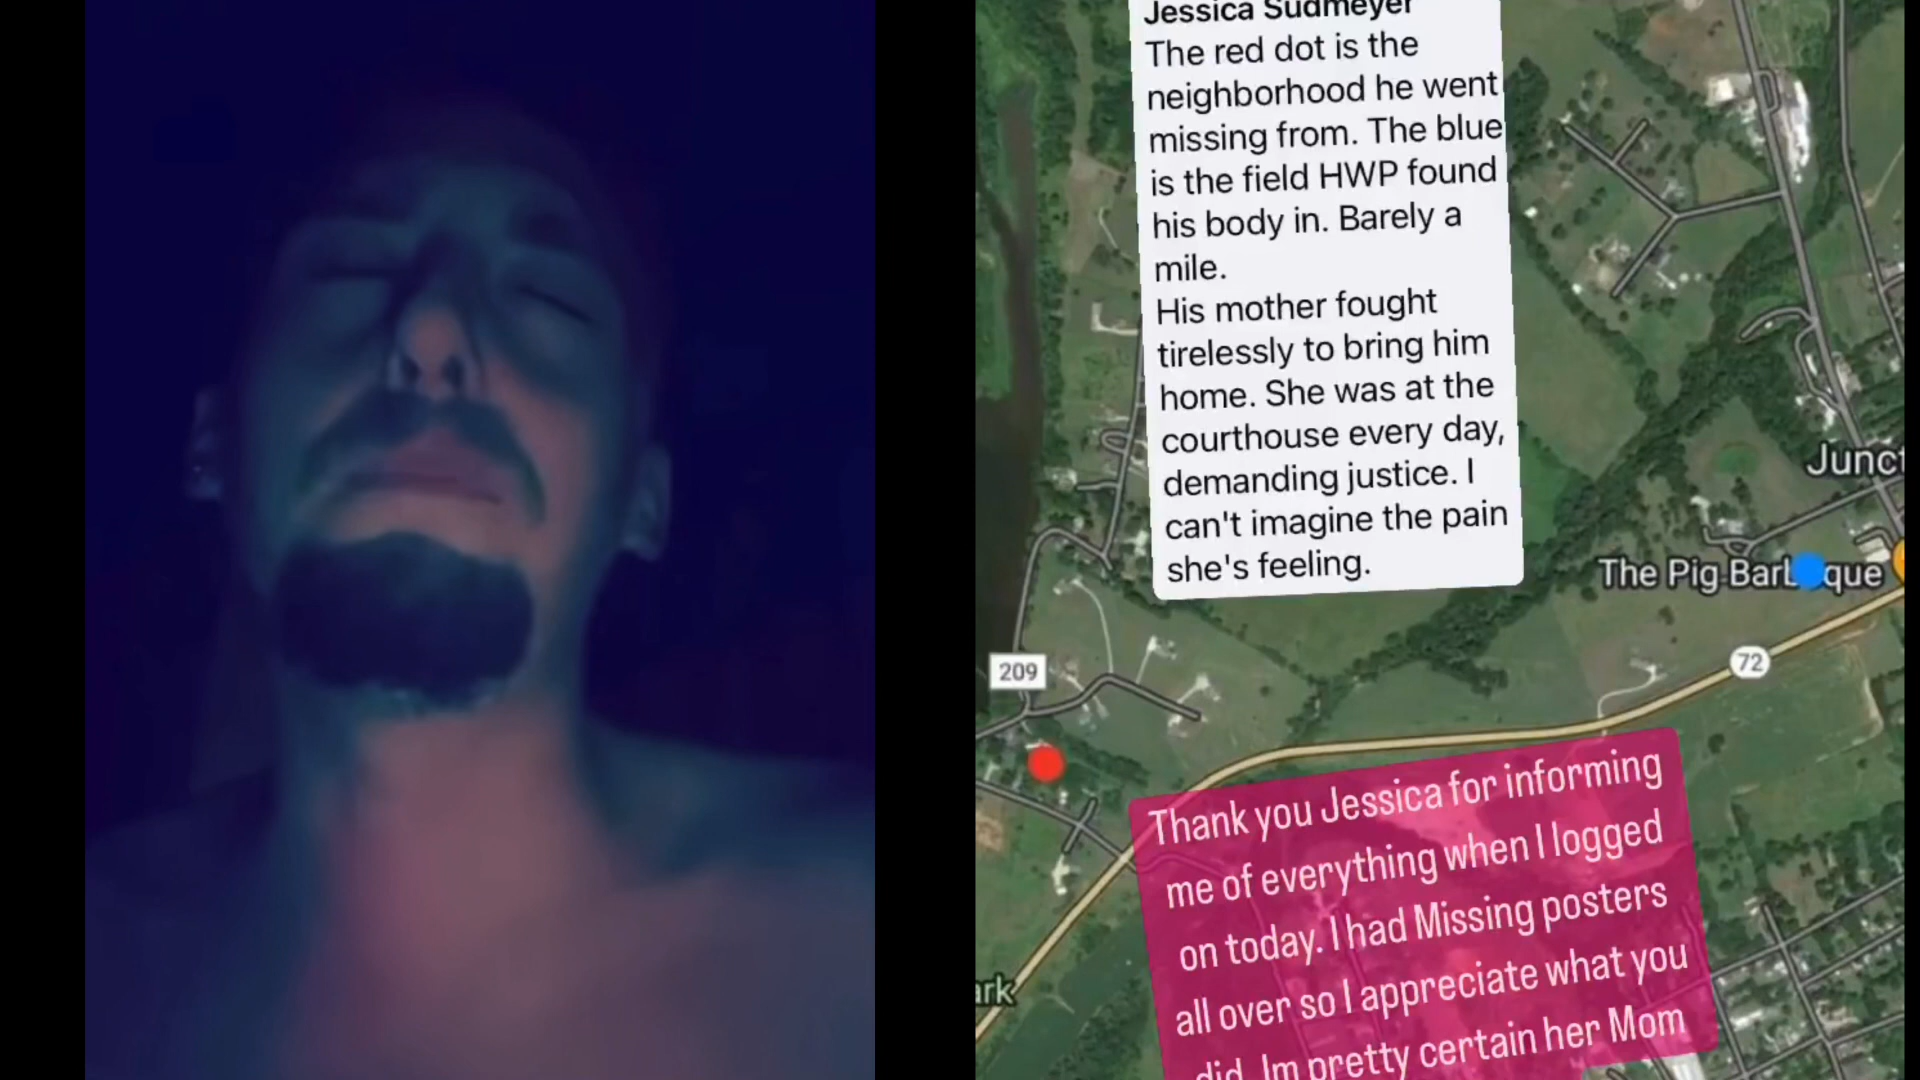 Jessica Sudmeyer
The red dot is the
neighborhood he went
missing from. The blue
is the field HWP found
his body in. Barely a
mile.
His mother fought
tirelessly to bring him
home. She was at the
courthouse every day,
demanding justice. I
can't imagine the pain
she's feeling.
Junct
The Pig Barb que
209
72
Thank you Jessica for informing
me of everything when I logged
on today. I had Missing posters
all over so I appreciate what you
did. Im pretty certain her Mom
ark